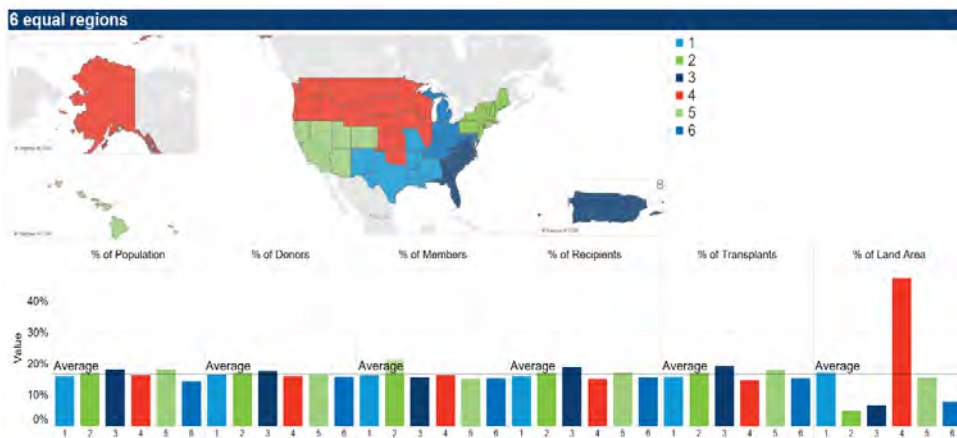 6 equal regions
1
2
3
4
5
6
% of Population
% of Donors
% of Members
% of Recipients
% of Transplants
% of Land Area
Value
40%
30%
20%
10%
0%
Average
Average
Average
Average
Average
Average
1 2 3 4 5 6
1 2 3 4 5 6
1 2 3 4 5 6
1 2 3 4 5 6
1 2 3 4 5 6
1 2 3 4 5 6